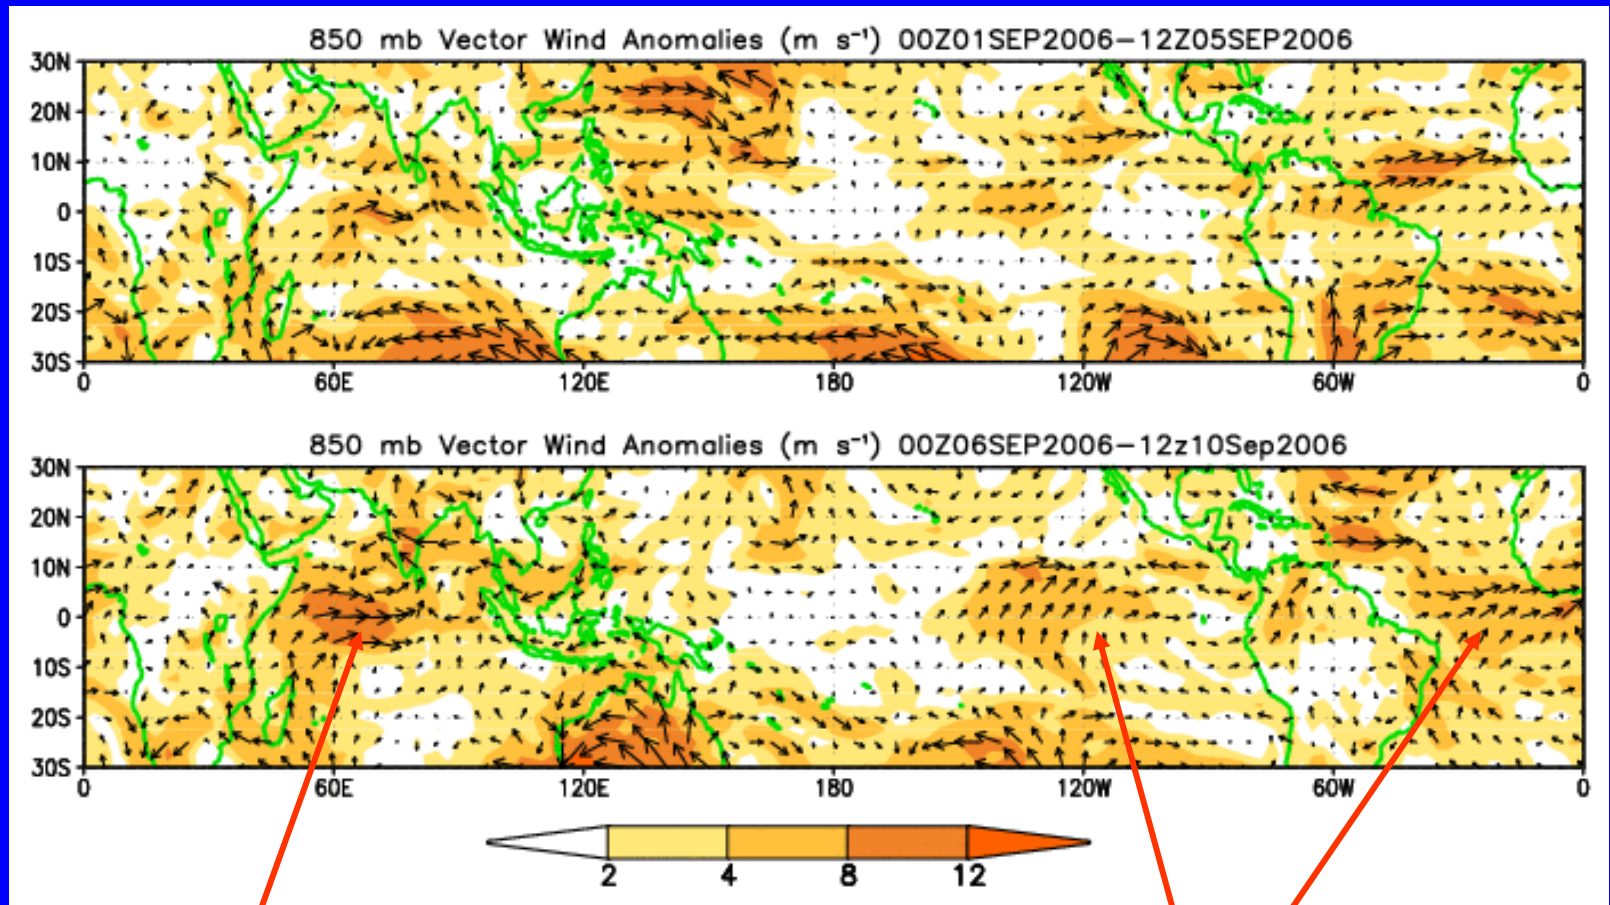 850 mb Vector Wind Anomalies (m s⁻¹) 00Z01SEP2006–12Z05SEP2006
30N
20N
10N
0
10S
20S
30S
0 60E 120E 180 120W 60W 0
850 mb Vector Wind Anomalies (m s⁻¹) 00Z06SEP2006–12z10Sep2006
30N
20N
10N
0
10S
20S
30S
0 60E 120E 180 120W 60W 0
2 4 8 12